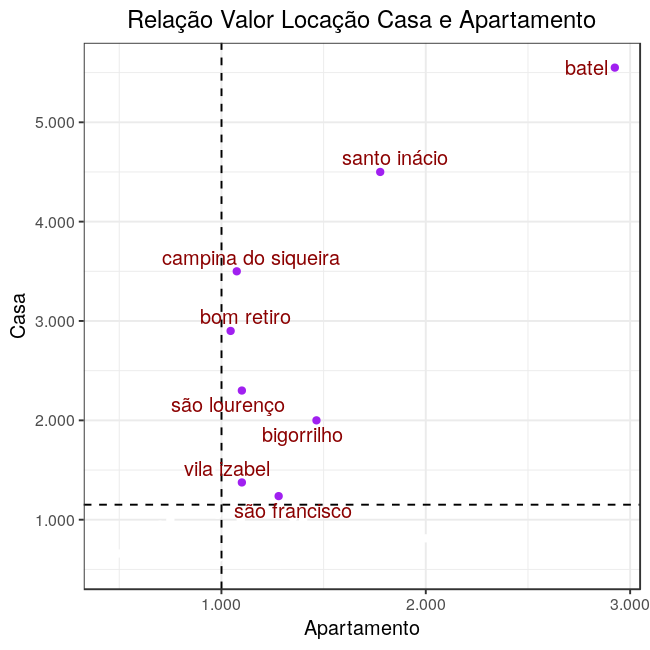 Relação Valor Locação Casa e Apartamento
batel
5.000
santo inácio
4.000
campina do siqueira
bom retiro
3.000
Casa
são lourenço
2.000
bigorrilho
vila izabel
são francisco
1.000
1.000
2.000
3.000
Apartamento